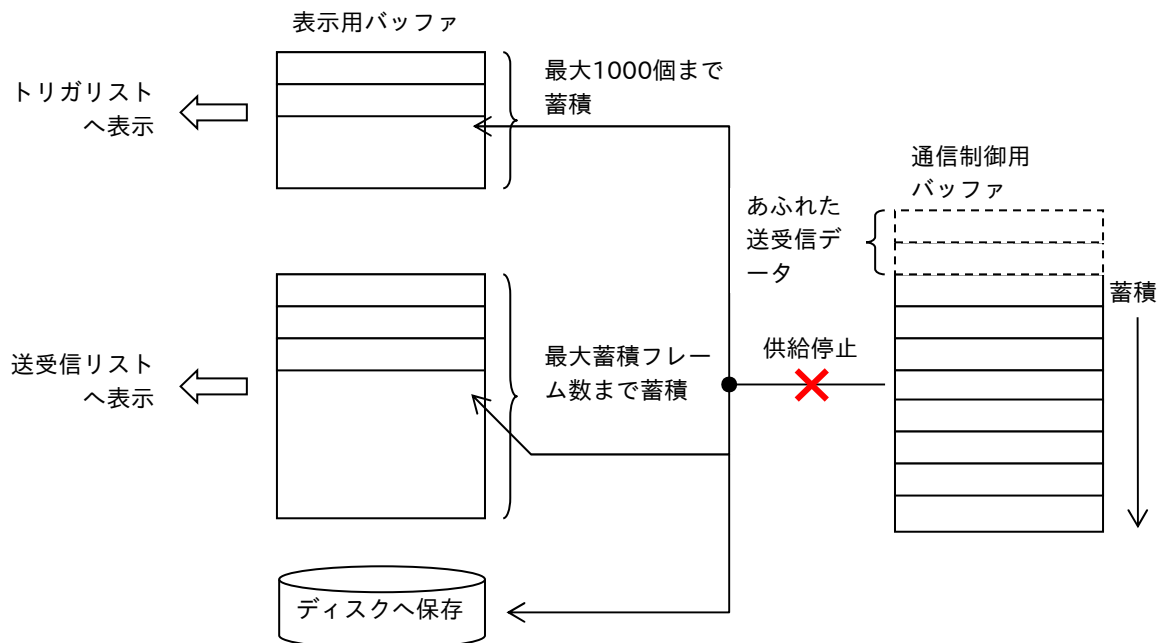 表示用バッファ
トリガリスト
へ表示
最大1000個まで
蓄積
通信制御用
バッファ
あふれた
送受信デ
ータ
蓄積
送受信リスト
へ表示
最大蓄積フレー
ム数まで蓄積
供給停止
ディスクへ保存